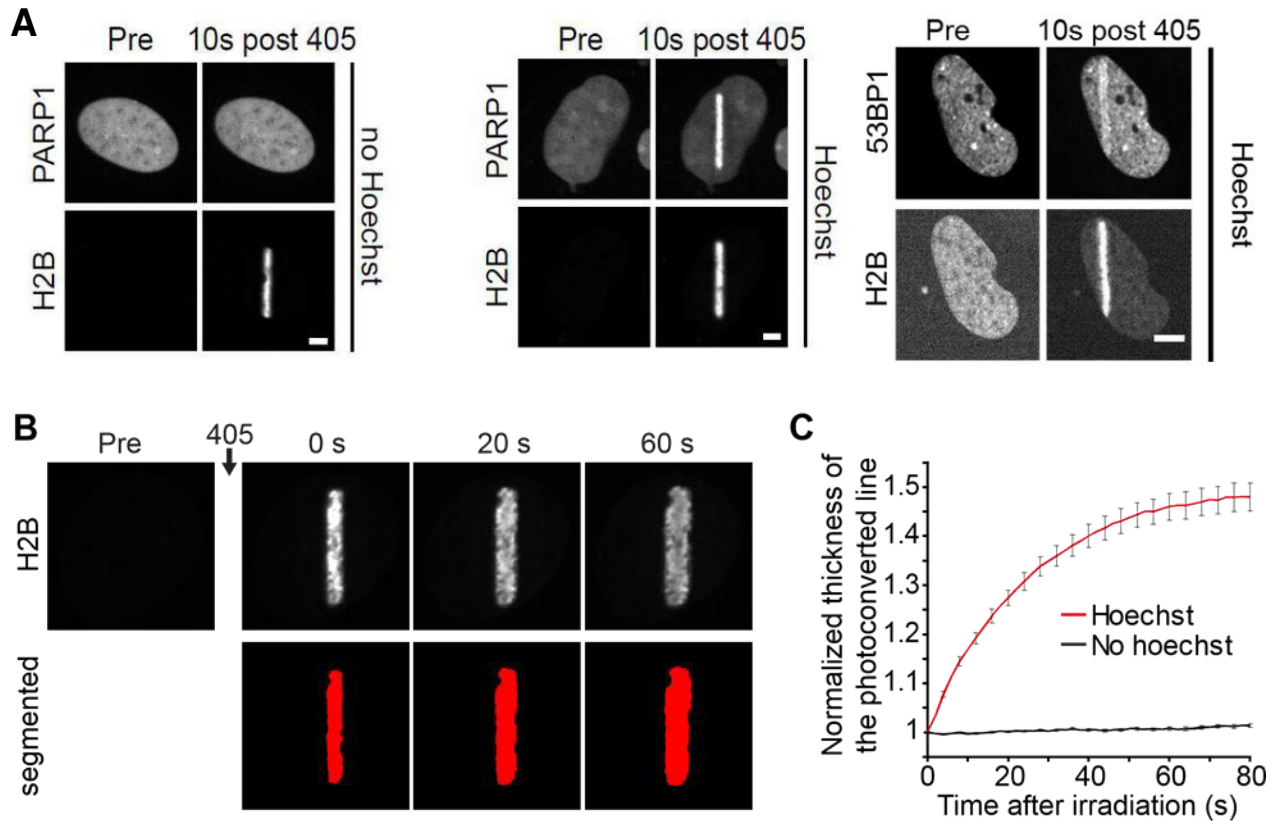 A
Pre 10s post 405
PARP1
H2B
no Hoechst
Pre 10s post 405
PARP1
H2B
Hoechst
Pre 10s post 405
53BP1
H2B
Hoechst
B
Pre 405 0 s 20 s 60 s
H2B
segmented
C
Normalized thickness of
the photoconverted line
1.5
1.4
1.3
1.2
1.1
1
Hoechst
No hoechst
0 20 40 60 80
Time after irradiation (s)